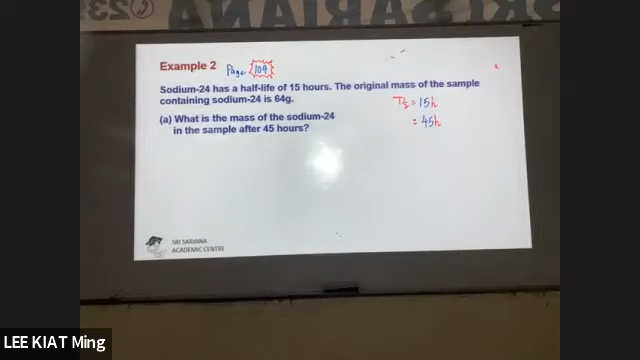 SRI SARJANA
Example 2
Page 109
Sodium-24 has a half-life of 15 hours. The original mass of the sample
containing sodium-24 is 64g.
T½ = 15h
= 45h
(a) What is the mass of the sodium-24
in the sample after 45 hours?
SRI SARJANA
ACADEMIC CENTRE
LEE KIAT Ming